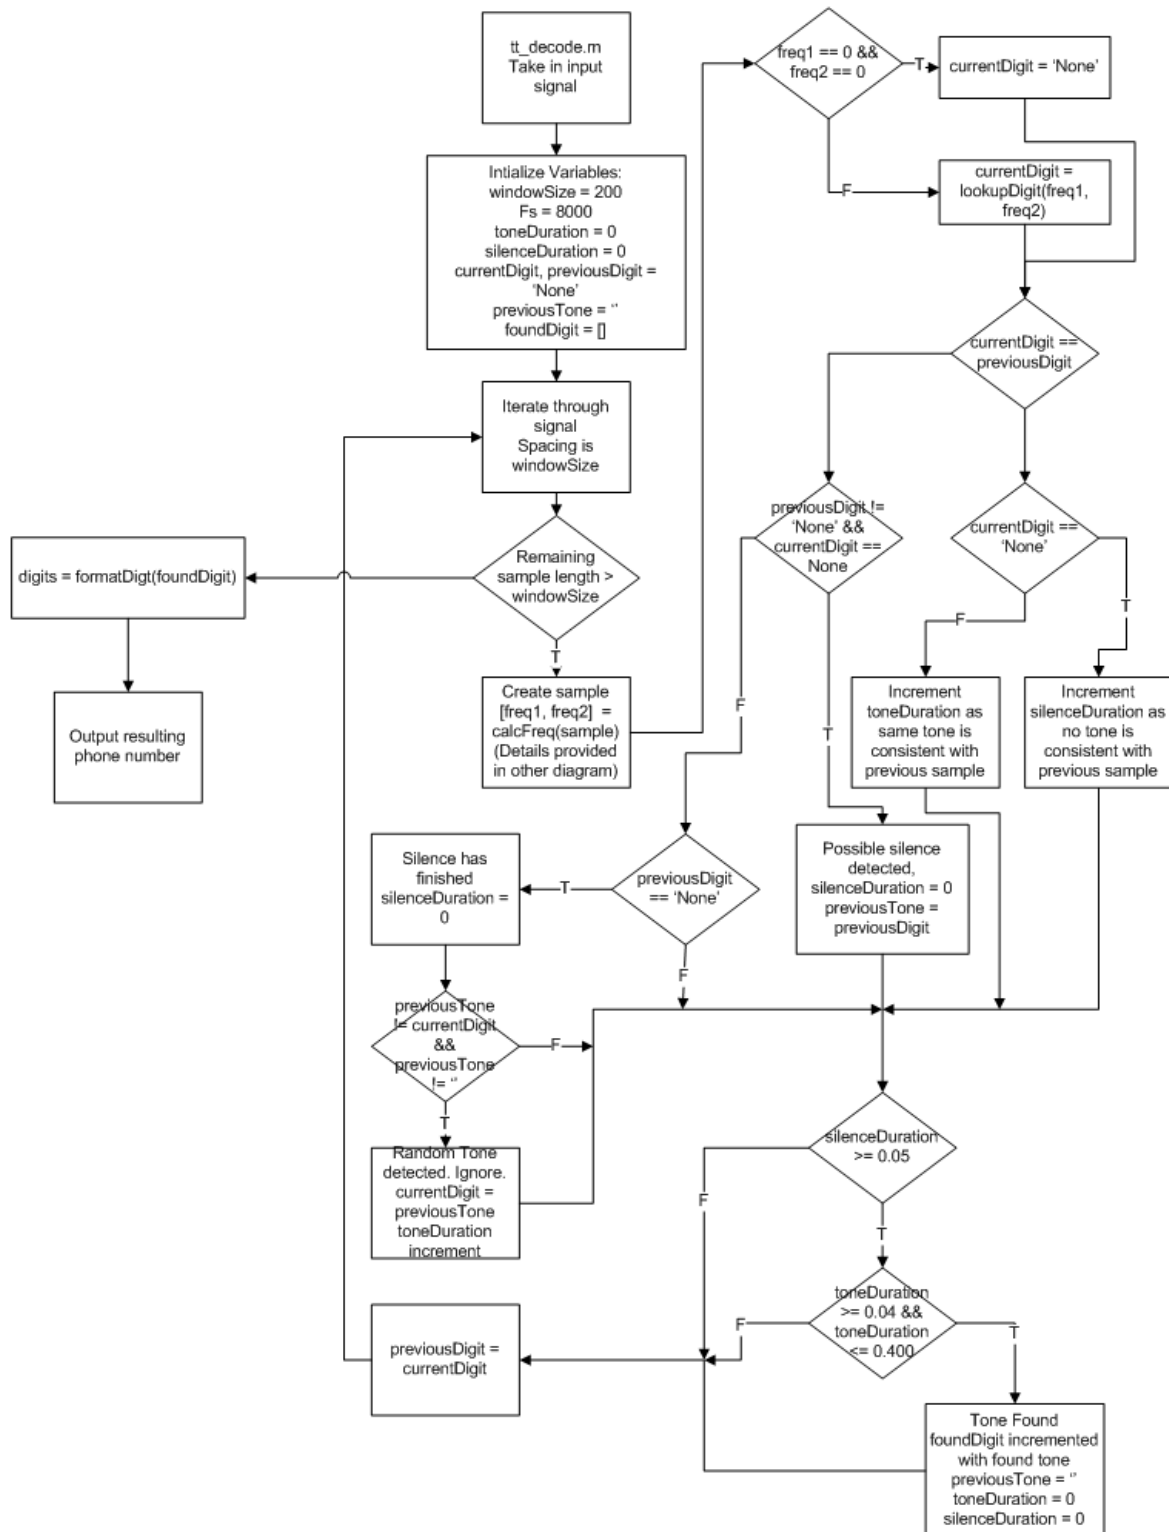 tt_decode.m
Take in input
signal
Intialize Variables:
windowSize = 200
Fs = 8000
toneDuration = 0
silenceDuration = 0
currentDigit, previousDigit =
‘None’
previousTone = ‘’
foundDigit = []
Iterate through
signal
Spacing is
windowSize
Remaining
sample length >
windowSize
T
digits = formatDigt(foundDigit)
Output resulting
phone number
Create sample
[freq1, freq2] =
calcFreq(sample)
(Details provided
in other diagram)
freq1 == 0 &&
freq2 == 0
T
currentDigit = ‘None’
F
currentDigit =
lookupDigit(freq1,
freq2)
currentDigit ==
previousDigit
previousDigit !=
‘None’ &&
currentDigit ==
None
currentDigit ==
‘None’
F
T
F
T
Increment
toneDuration as
same tone is
consistent with
previous sample
Increment
silenceDuration as
no tone is
consistent with
previous sample
Possible silence
detected,
silenceDuration = 0
previousTone =
previousDigit
previousDigit
== ‘None’
T
F
Silence has
finished
silenceDuration =
0
previousTone
!= currentDigit
&&
previousTone
!= ‘’
F
T
Random Tone
detected. Ignore.
currentDigit =
previousTone
toneDuration
increment
silenceDuration
>= 0.05
F
T
toneDuration
>= 0.04 &&
toneDuration
<= 0.400
F
T
previousDigit =
currentDigit
Tone Found
foundDigit incremented
with found tone
previousTone = ‘’
toneDuration = 0
silenceDuration = 0